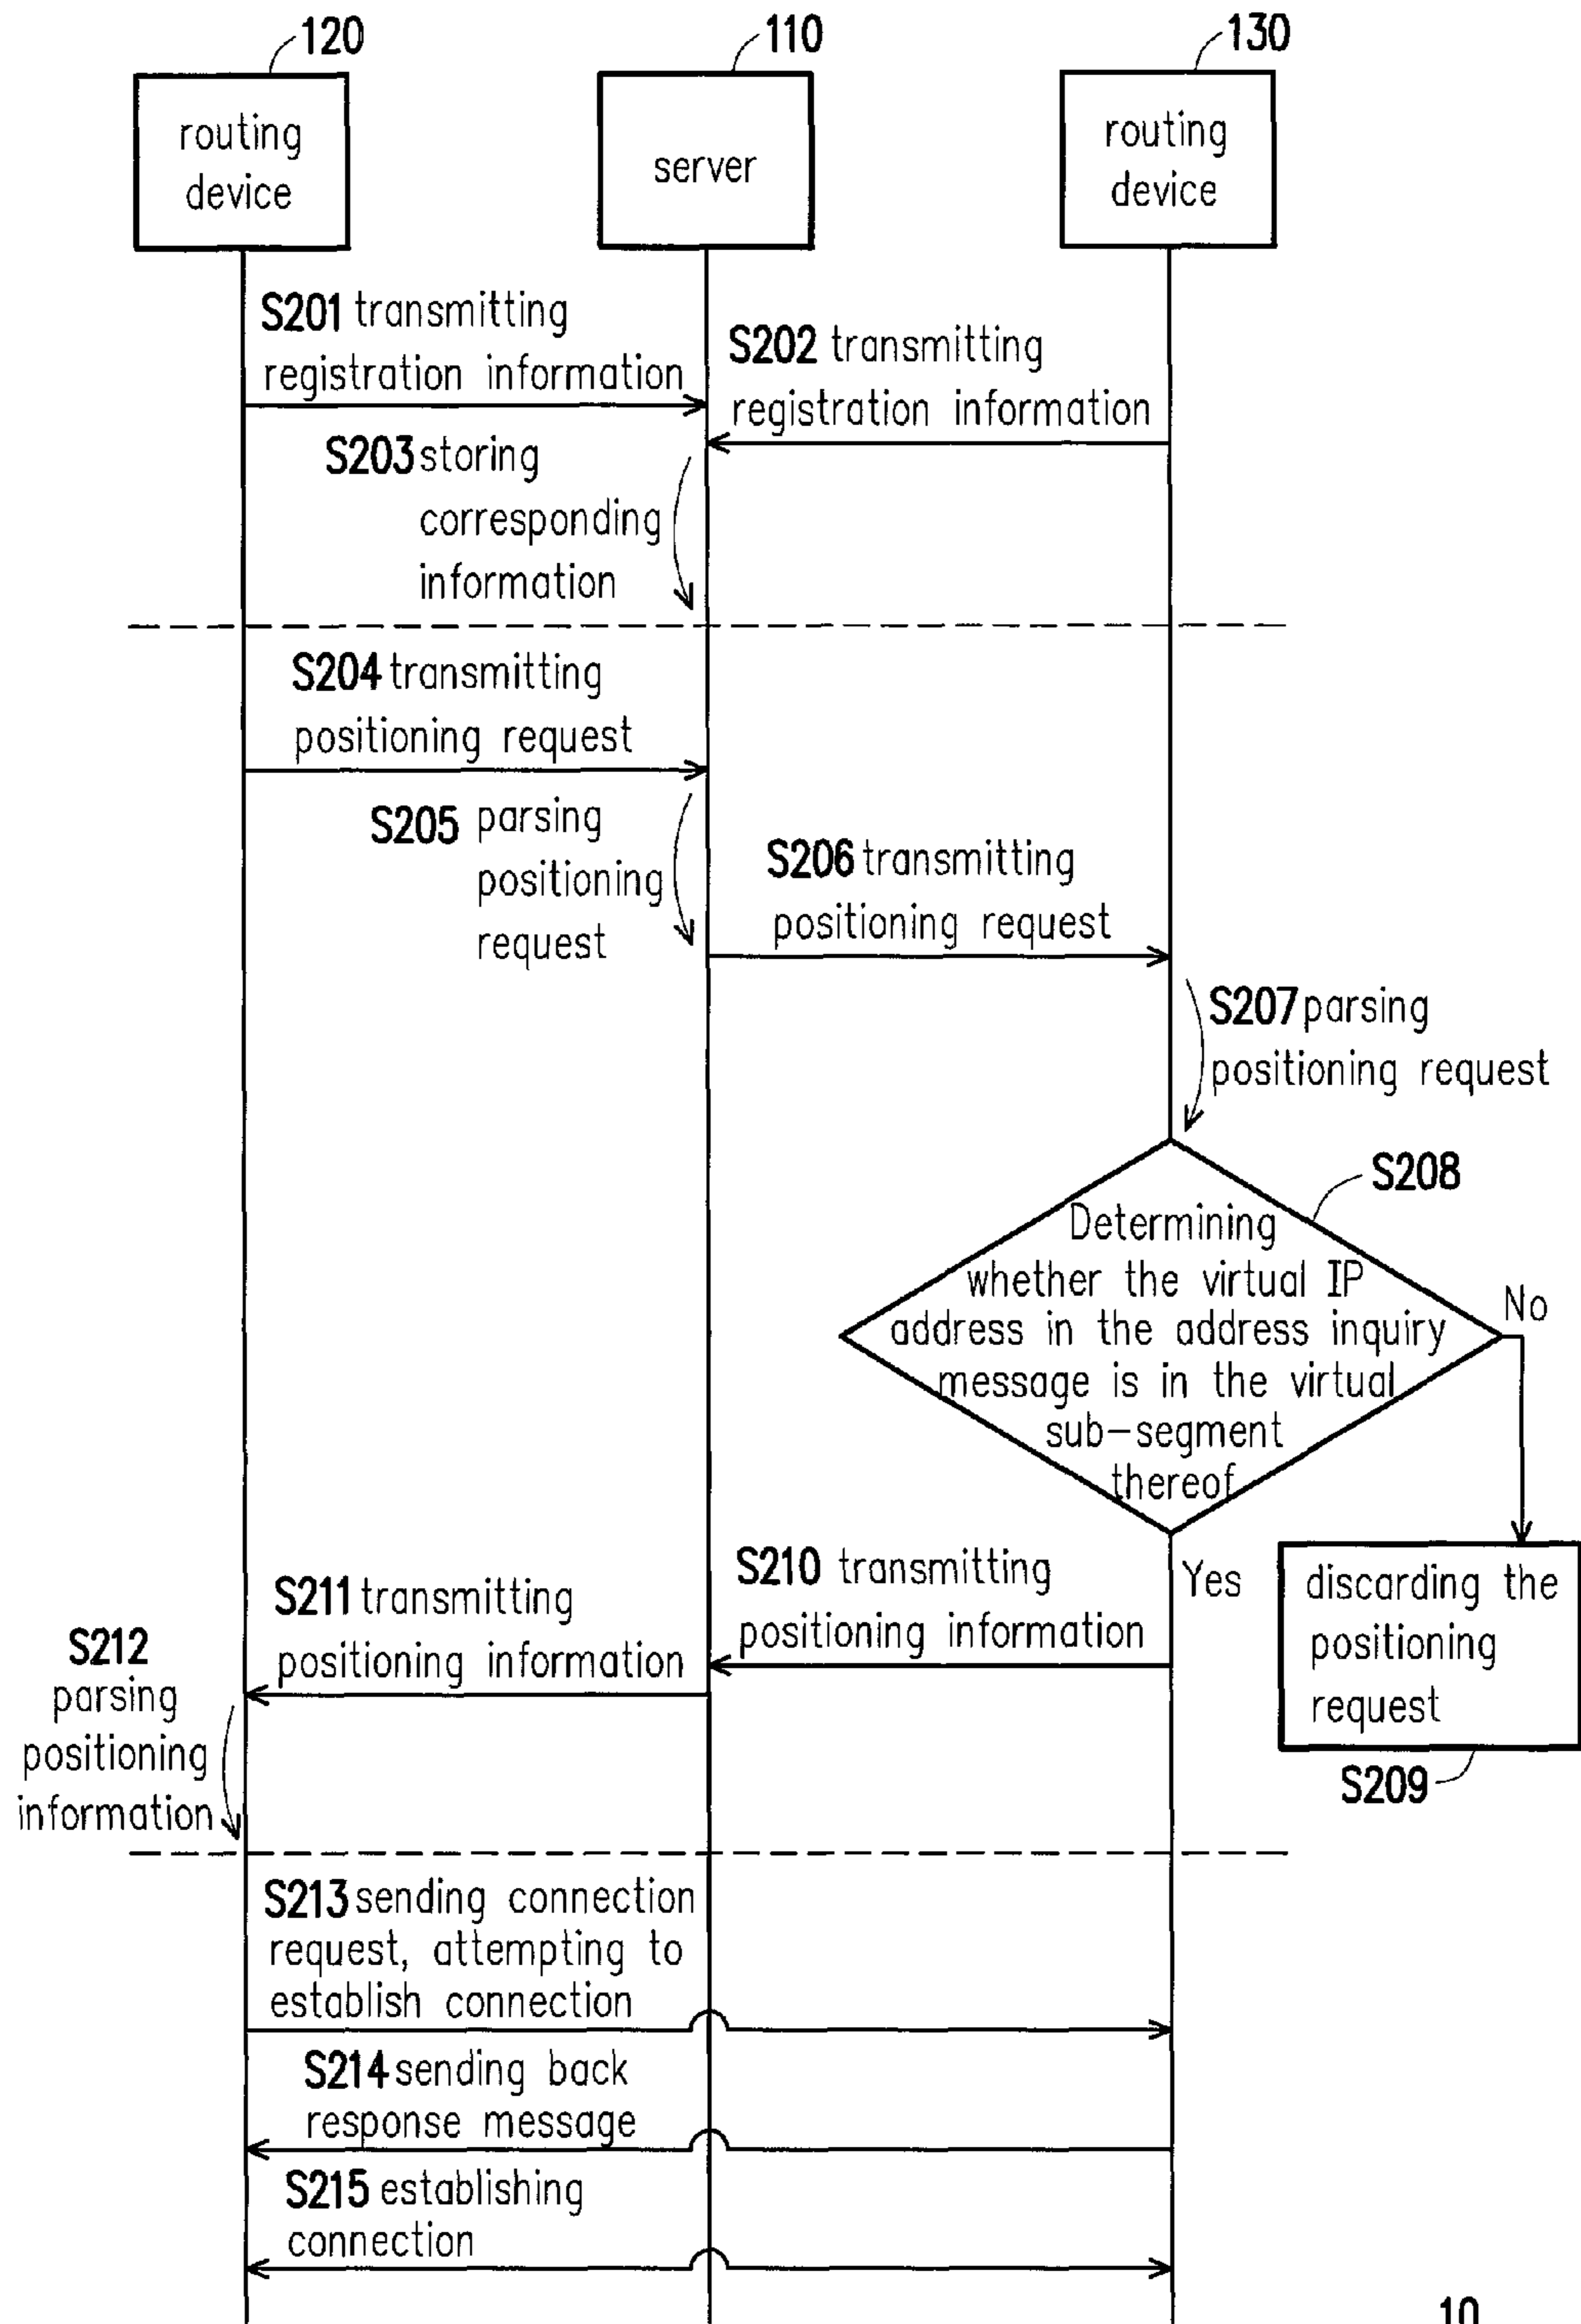 120
110
130
routing
device
server
routing
device
S201 transmitting
registration information
S202 transmitting
registration information
S203 storing
corresponding
information
S204 transmitting
positioning request
S205 parsing
positioning
request
S206 transmitting
positioning request
S207 parsing
positioning request
S208
Determining
whether the virtual IP
address in the address inquiry
message is in the virtual
sub-segment
thereof
No
Yes
discarding the
positioning
request
S209
S210 transmitting
positioning information
S211 transmitting
positioning information
S212
parsing
positioning
information
S213 sending connection
request, attempting to
establish connection
S214 sending back
response message
S215 establishing
connection
10